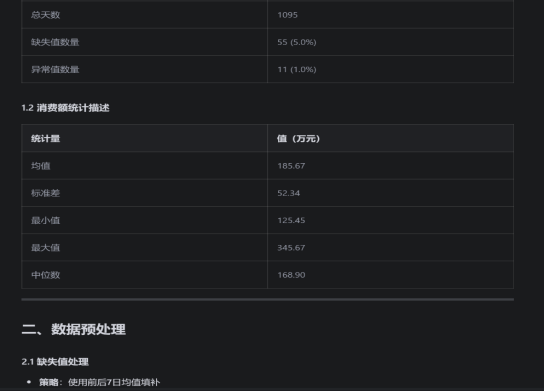 总天数 1095
缺失值数量 55 (5.0%)
异常值数量 11 (1.0%)
1.2 消费额统计描述
统计量 值（万元）
均值 185.67
标准差 52.34
最小值 125.45
最大值 345.67
中位数 168.90
二、数据预处理
2.1 缺失值处理
• 策略：使用前后7日均值填补